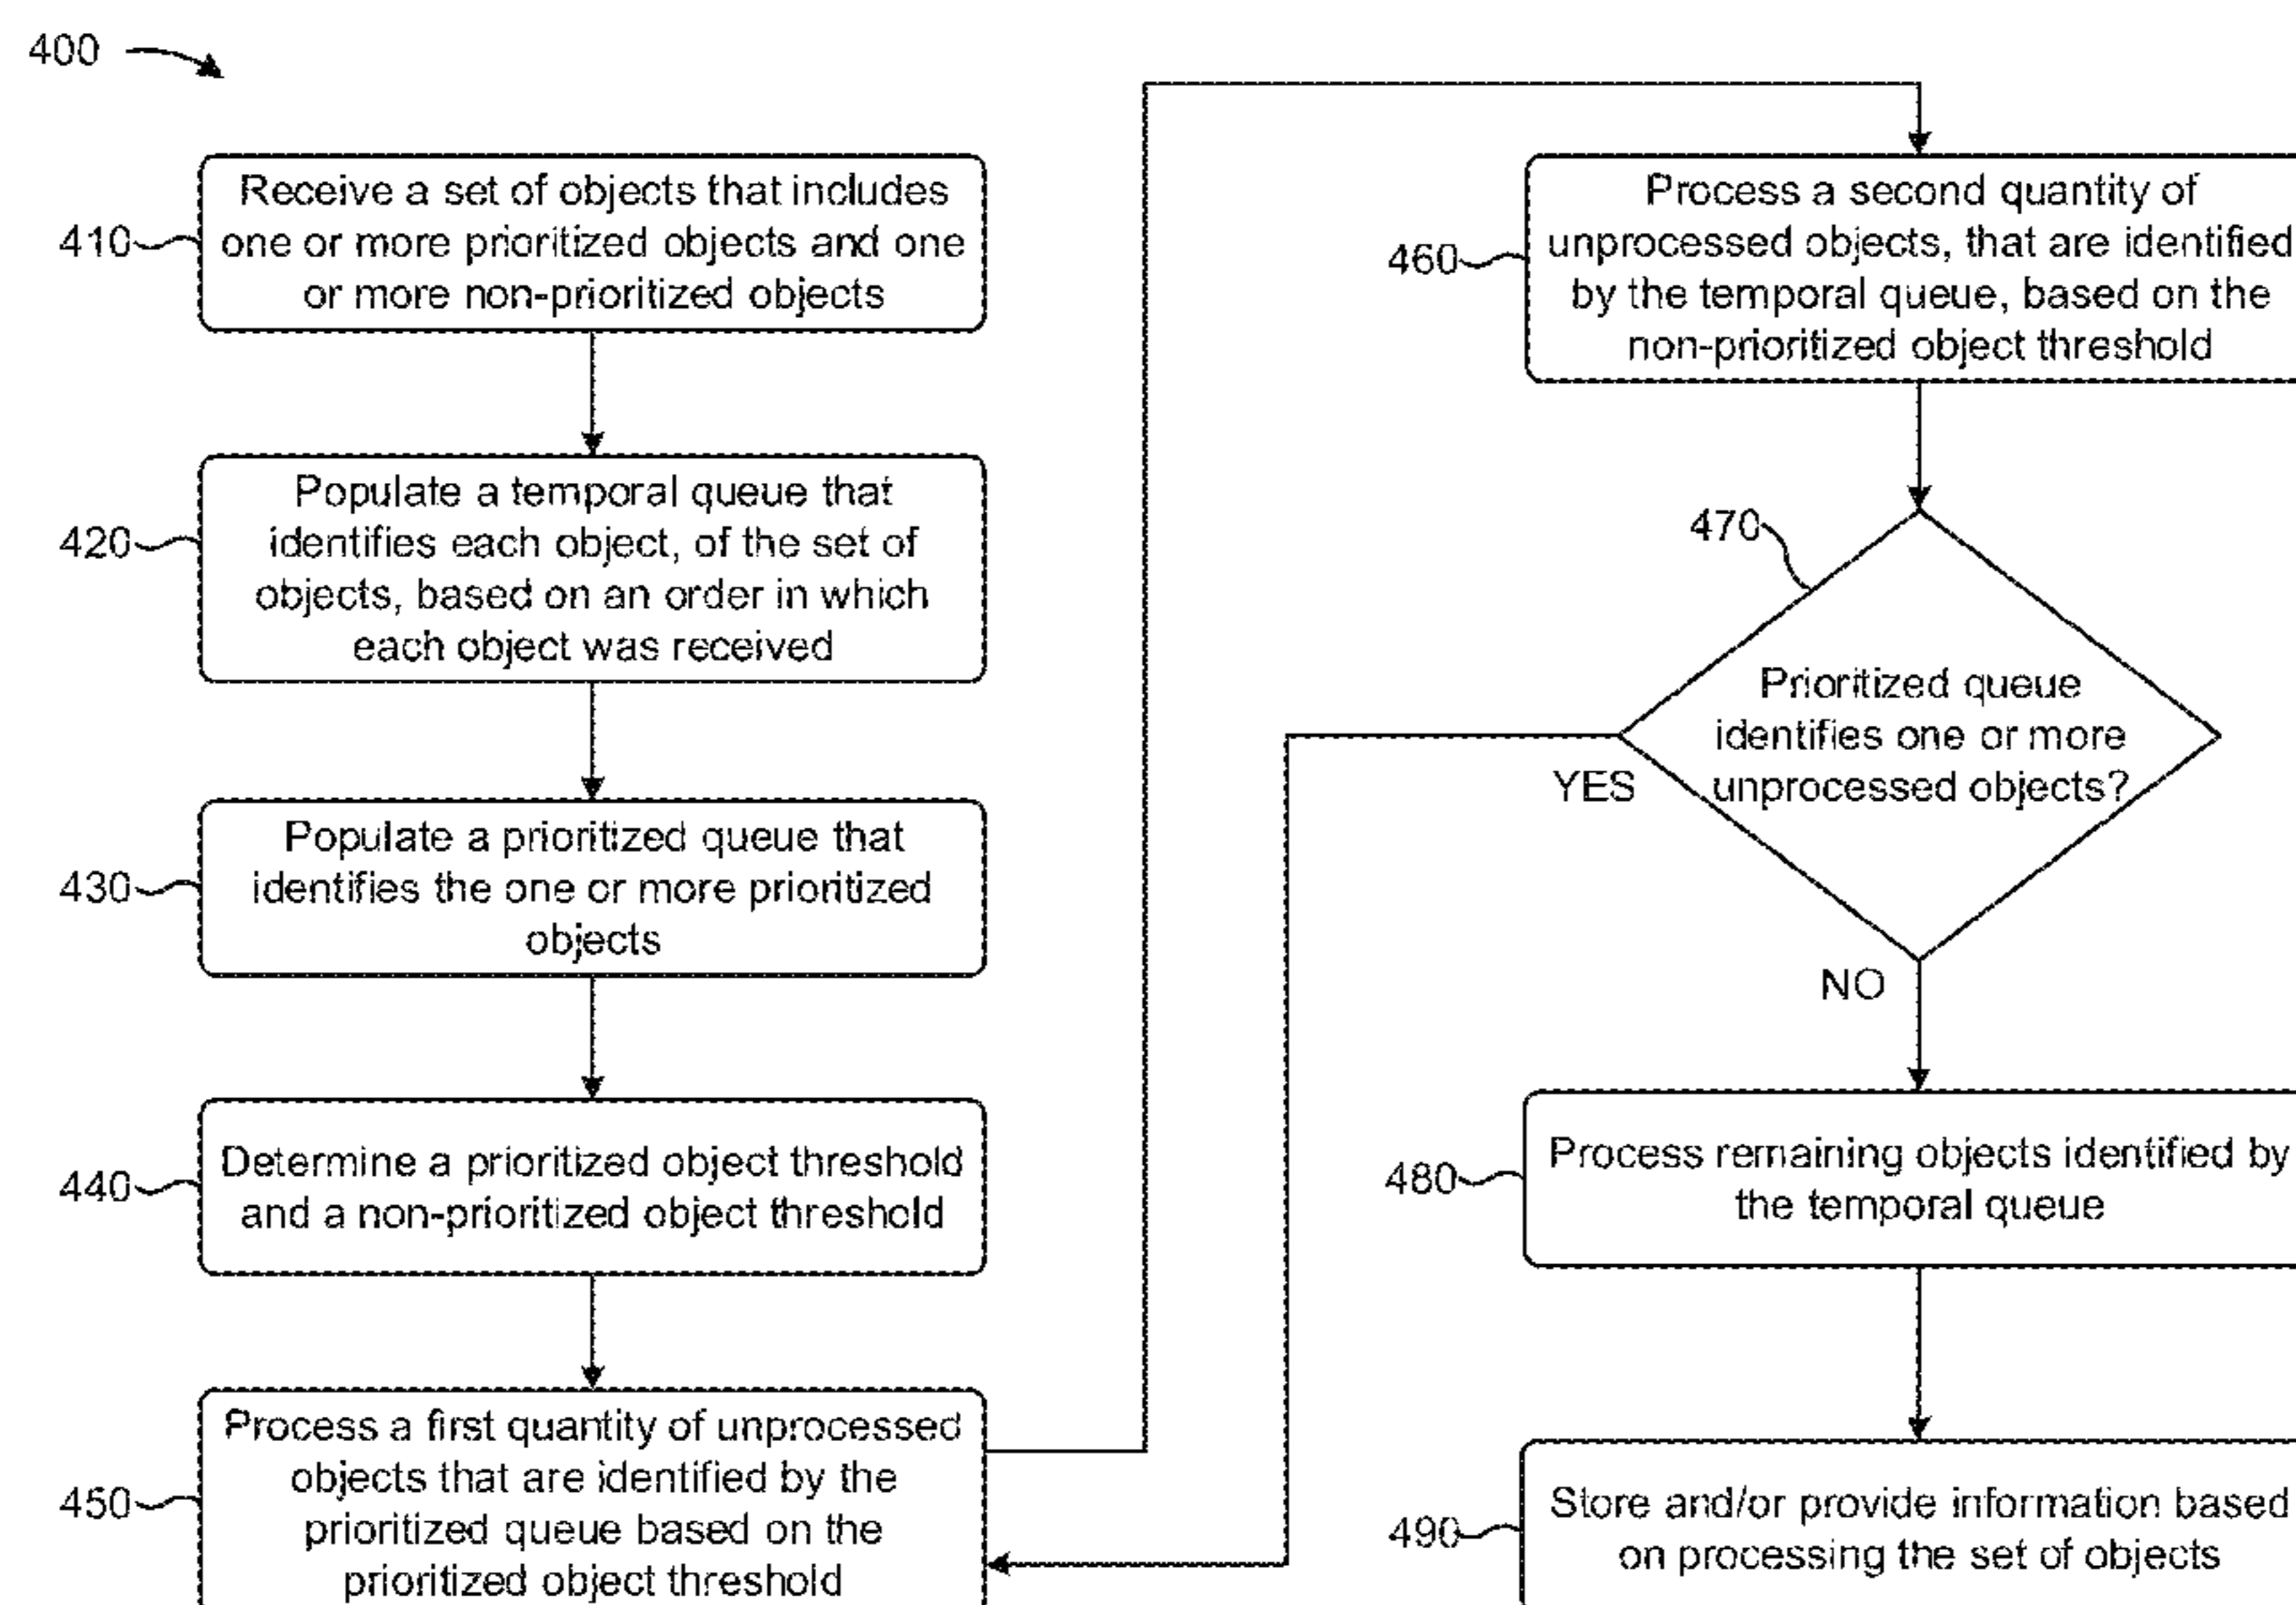 400
410
Receive a set of objects that includes
one or more prioritized objects and one
or more non-prioritized objects
420
Populate a temporal queue that
identifies each object, of the set of
objects, based on an order in which
each object was received
430
Populate a prioritized queue that
identifies the one or more prioritized
objects
440
Determine a prioritized object threshold
and a non-prioritized object threshold
450
Process a first quantity of unprocessed
objects that are identified by the
prioritized queue based on the
prioritized object threshold
460
Process a second quantity of
unprocessed objects, that are identified
by the temporal queue, based on the
non-prioritized object threshold
470
Prioritized queue
identifies one or more
unprocessed objects?
YES
NO
480
Process remaining objects identified by
the temporal queue
490
Store and/or provide information based
on processing the set of objects